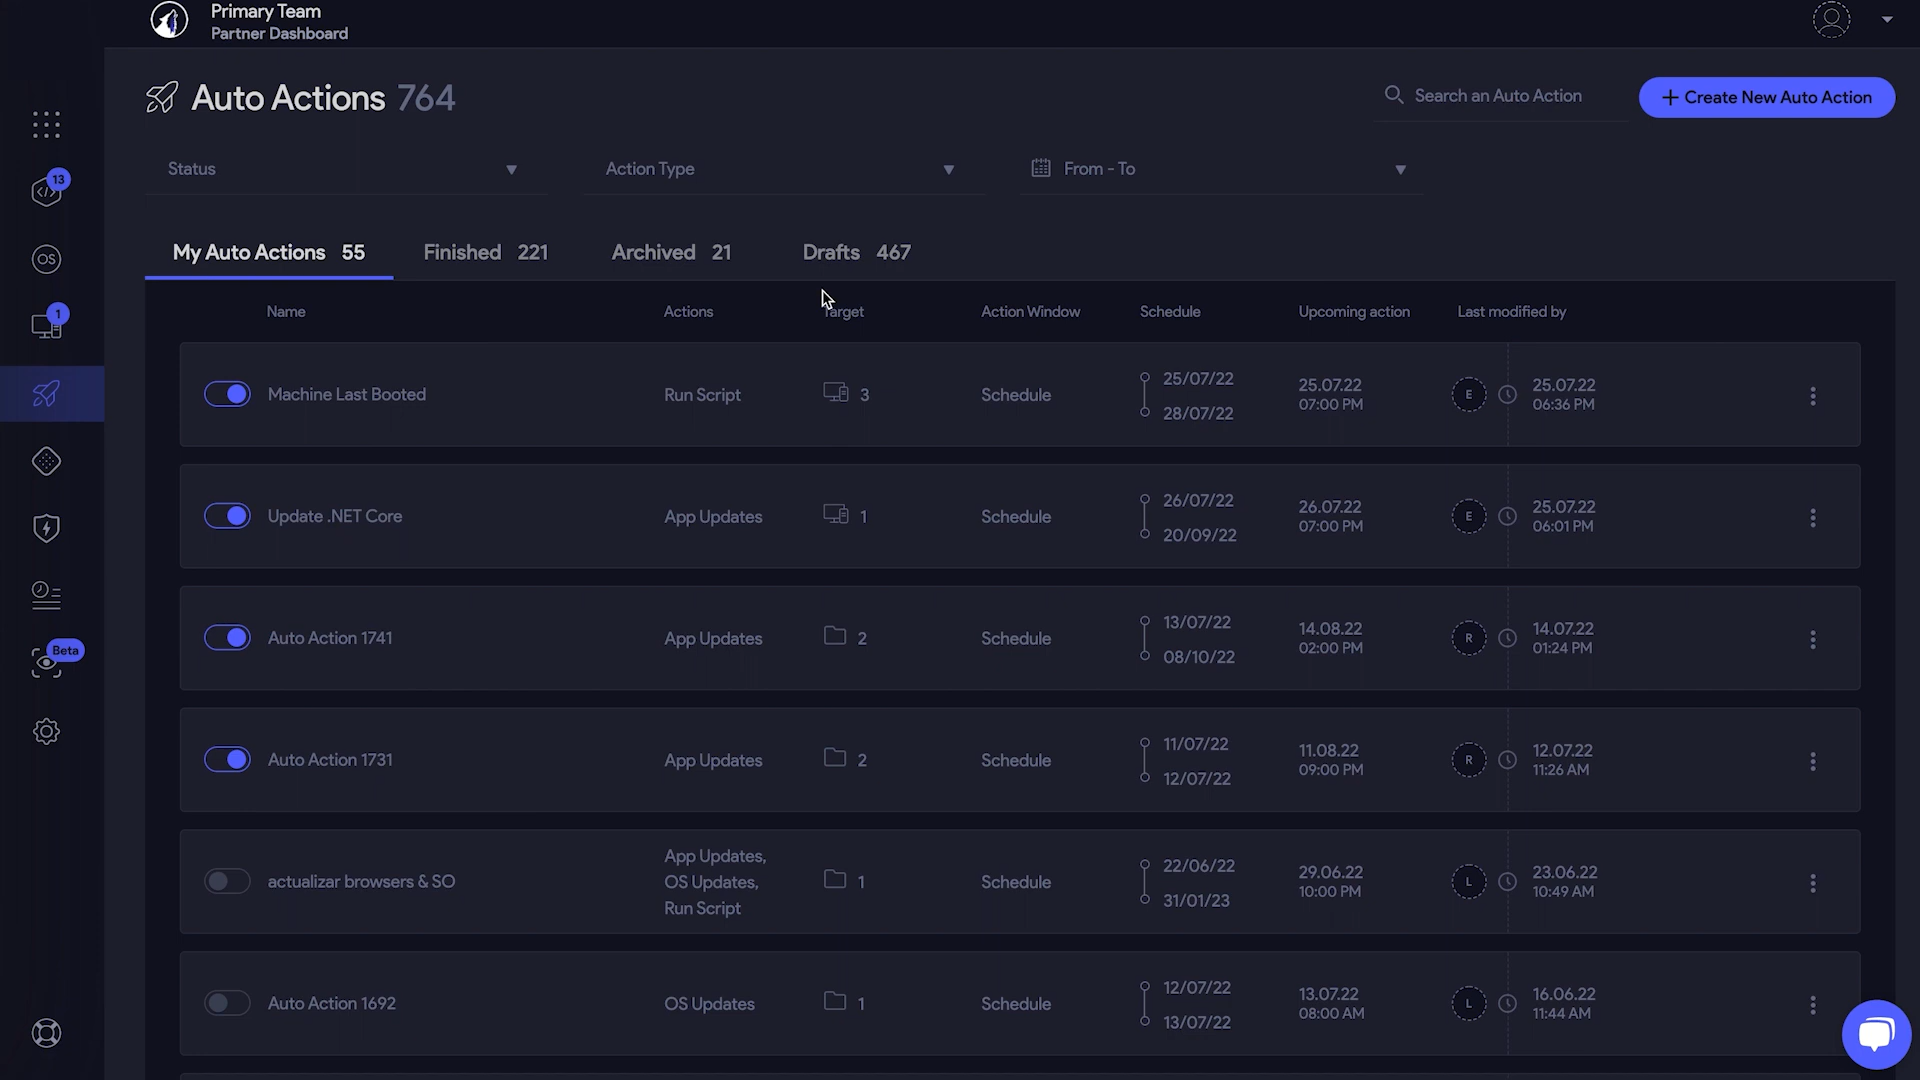 Primary Team
Partner Dashboard
Auto Actions 764
Search an Auto Action
+ Create New Auto Action
13
OS
1
Beta
Status
Action Type
From - To
My Auto Actions 55
Finished 221
Archived 21
Drafts 467
Name Actions Target Action Window Schedule Upcoming action Last modified by
Machine Last Booted Run Script 3 Schedule
25/07/22
28/07/22
25.07.22
07:00 PM
E
25.07.22
06:36 PM
Update .NET Core App Updates 1 Schedule
26/07/22
20/09/22
26.07.22
07:00 PM
E
25.07.22
06:01 PM
Auto Action 1741 App Updates 2 Schedule
13/07/22
08/10/22
14.08.22
02:00 PM
R
14.07.22
01:24 PM
Auto Action 1731 App Updates 2 Schedule
11/07/22
12/07/22
11.08.22
09:00 PM
R
12.07.22
11:26 AM
actualizar browsers & SO
App Updates,
OS Updates,
Run Script
1 Schedule
22/06/22
31/01/23
29.06.22
10:00 PM
L
23.06.22
10:49 AM
Auto Action 1692 OS Updates 1 Schedule
12/07/22
13/07/22
13.07.22
08:00 AM
L
16.06.22
11:44 AM